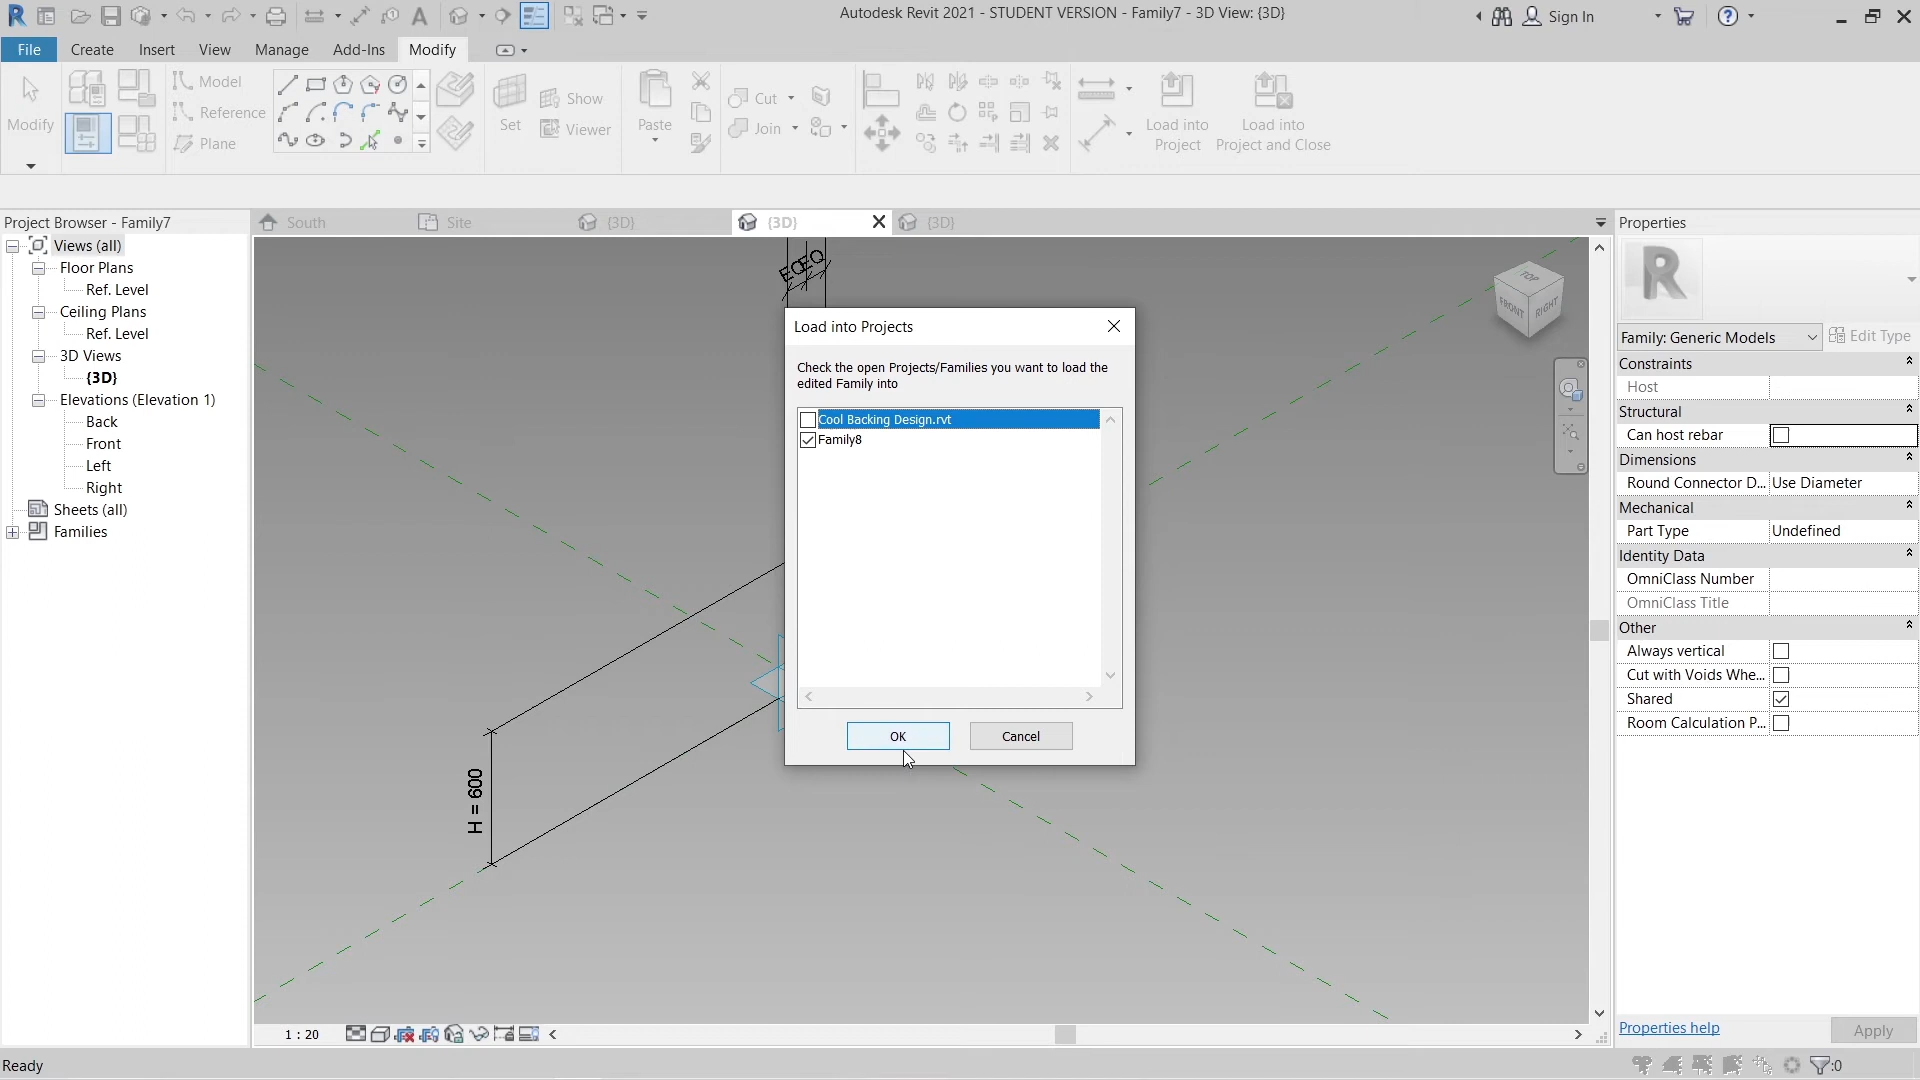 Autodesk Revit 2021 - STUDENT VERSION - Family7 - 3D View: {3D}
Sign In
File
Create
Insert
View
Manage
Add-Ins
Modify
Modify
Model
Reference
Plane
Set
Show
Viewer
Paste
Cut
Join
Load into
Project
Load into
Project and Close
Project Browser - Family7
South
Site
{3D}
{3D}
{3D}
Properties
Views (all)
Floor Plans
Ref. Level
Ceiling Plans
Ref. Level
3D Views
{3D}
Elevations (Elevation 1)
Back
Front
Left
Right
Sheets (all)
Families
EQ
EQ
H = 600
TOP
FRONT
RIGHT
Load into Projects
Check the open Projects/Families you want to load the
edited Family into
Cool Backing Design.rvt
Family8
OK
Cancel
Family: Generic Models
Edit Type
Constraints
Host
Structural
Can host rebar
Dimensions
Round Connector D...
Use Diameter
Mechanical
Part Type
Undefined
Identity Data
OmniClass Number
OmniClass Title
Other
Always vertical
Cut with Voids Whe...
Shared
Room Calculation P...
Properties help
Apply
1 : 20
Ready
:0